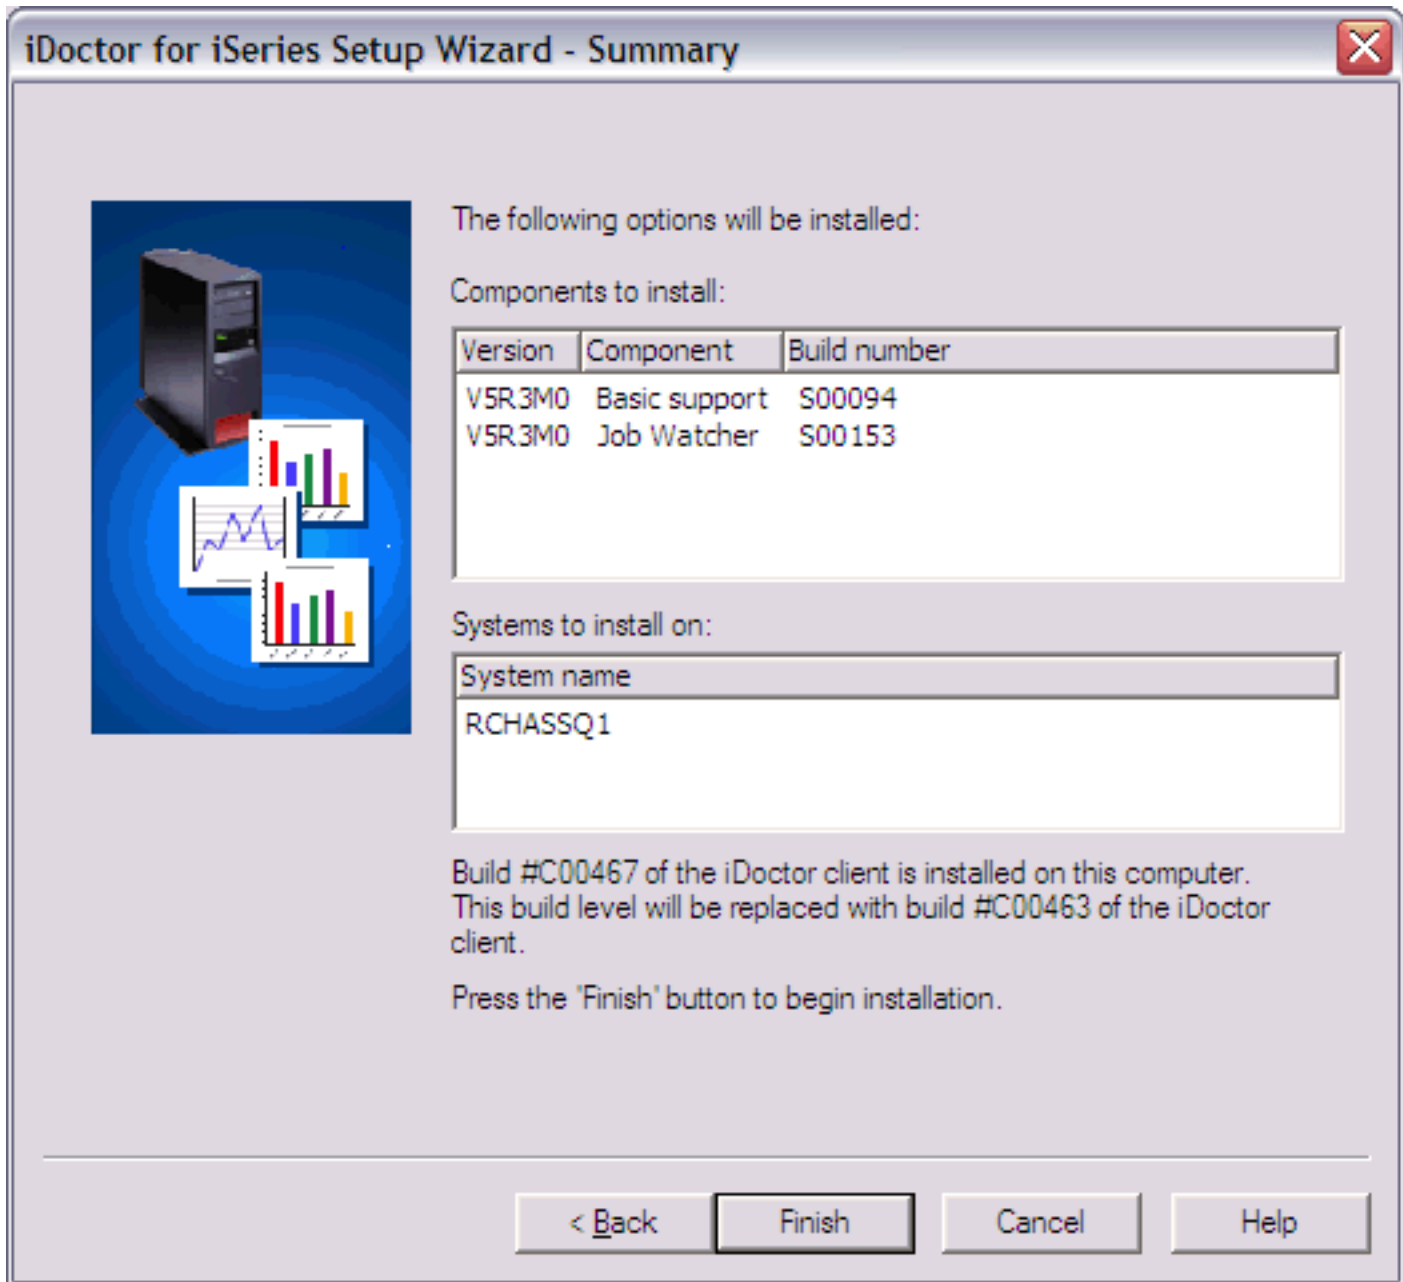 iDoctor for iSeries Setup Wizard - Summary
The following options will be installed:
Components to install:
Version Component Build number
V5R3M0 Basic support S00094
V5R3M0 Job Watcher S00153
Systems to install on:
System name
RCHASSQ1
Build #C00467 of the iDoctor client is installed on this computer.
This build level will be replaced with build #C00463 of the iDoctor
client.
Press the 'Finish' button to begin installation.
< Back Finish Cancel Help